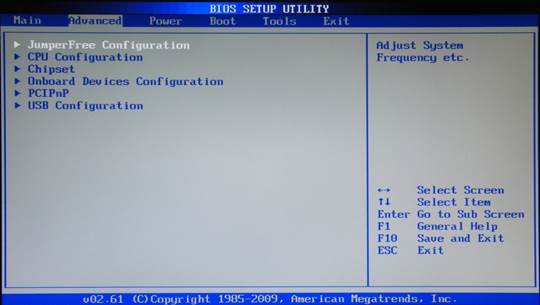 BIOS SETUP UTILITY
Main Advanced Power Boot Tools Exit
JumperFree Configuration
CPU Configuration
Chipset
Onboard Devices Configuration
PCIPnP
USB Configuration
Adjust System
Frequency etc.
↔ Select Screen
↑↓ Select Item
Enter Go to Sub Screen
F1 General Help
F10 Save and Exit
ESC Exit
v02.61 (C)Copyright 1985-2009, American Megatrends, Inc.